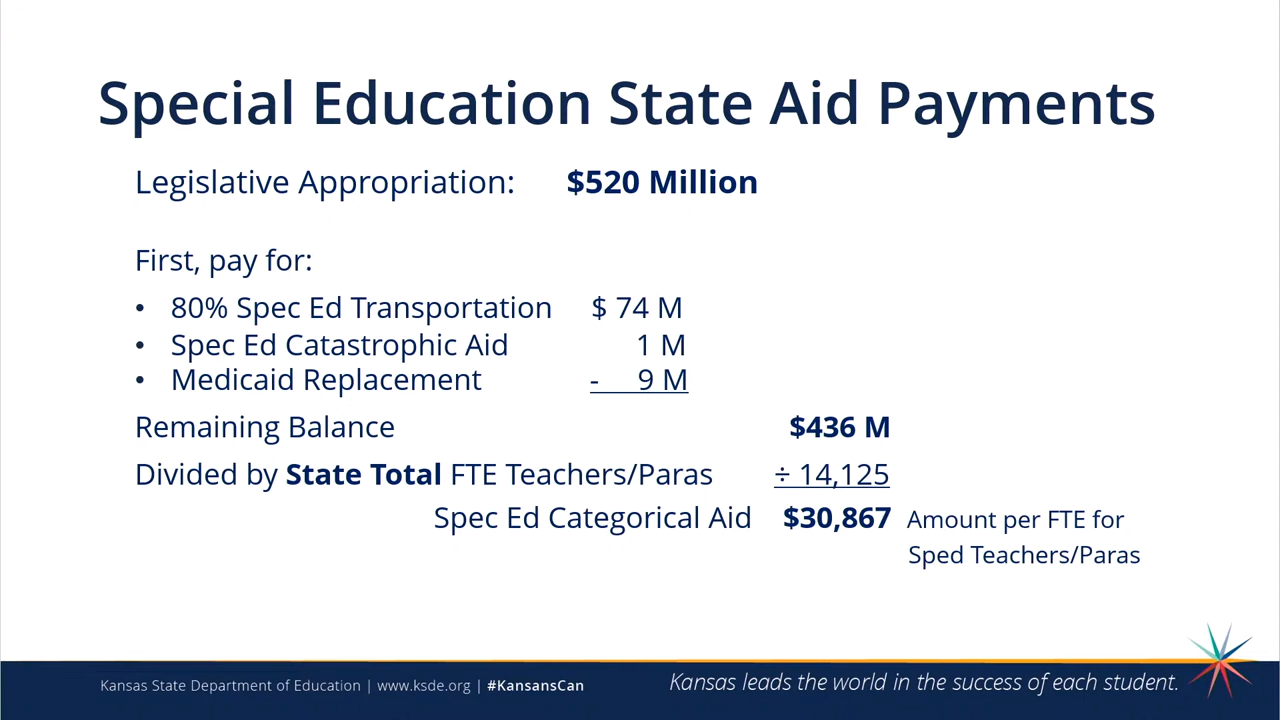 Special Education State Aid Payments
Legislative Appropriation: $520 Million
First, pay for:
• 80% Spec Ed Transportation $ 74 M
• Spec Ed Catastrophic Aid 1 M
• Medicaid Replacement - 9 M
Remaining Balance $436 M
Divided by State Total FTE Teachers/Paras ÷ 14,125
Spec Ed Categorical Aid $30,867 Amount per FTE for
Sped Teachers/Paras
Kansas State Department of Education | www.ksde.org | #KansansCan
Kansas leads the world in the success of each student.